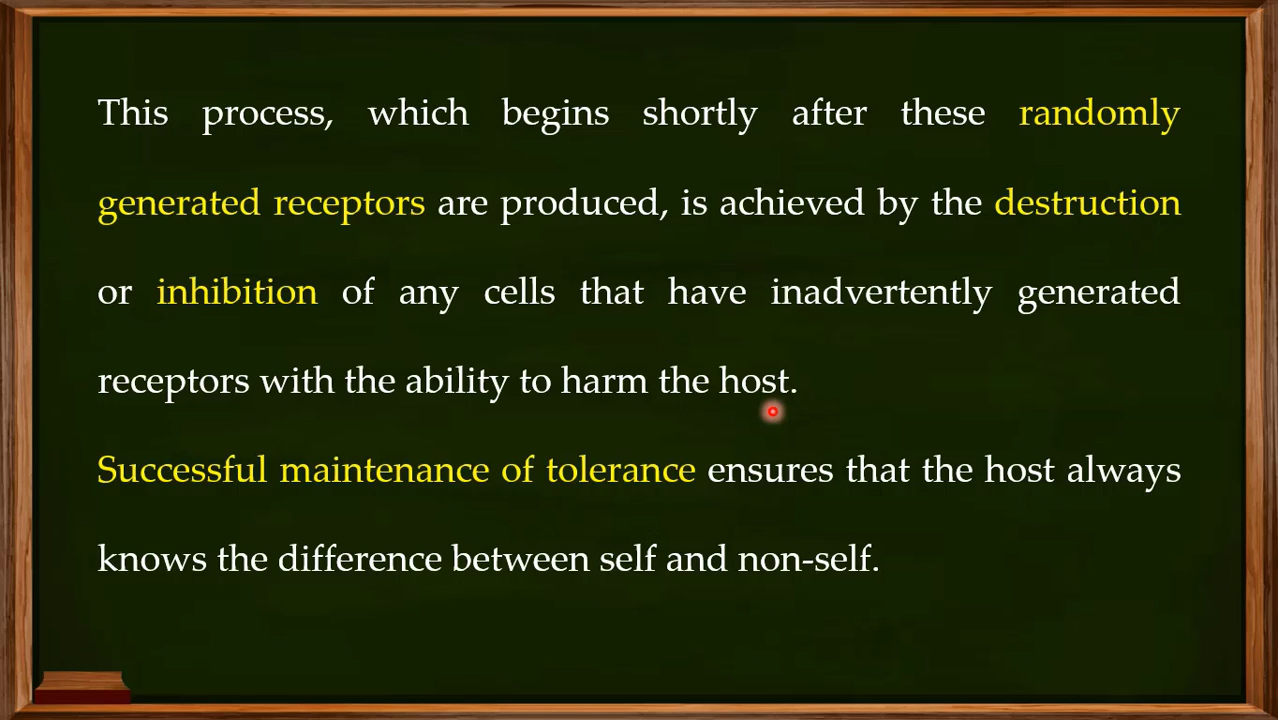 This process, which begins shortly after these randomly
generated receptors are produced, is achieved by the destruction
or inhibition of any cells that have inadvertently generated
receptors with the ability to harm the host.
Successful maintenance of tolerance ensures that the host always
knows the difference between self and non-self.